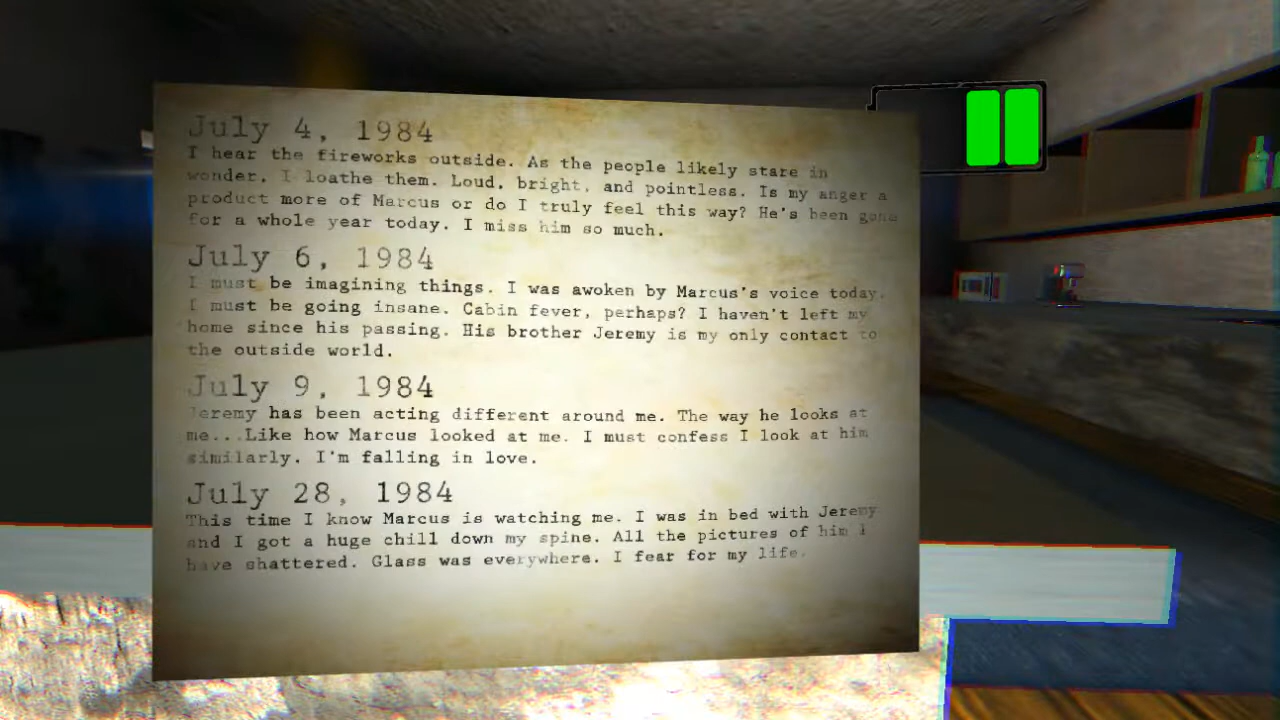 July 4, 1984
I hear the fireworks outside. As the people likely stare in
wonder, I loathe them. Loud, bright, and pointless. Is my anger a
product more of Marcus or do I truly feel this way? He's been gone
for a whole year today. I miss him so much.
July 6, 1984
I must be imagining things. I was awoken by Marcus's voice today.
I must be going insane. Cabin fever, perhaps? I haven't left my
home since his passing. His brother Jeremy is my only contact to
the outside world.
July 9, 1984
Jeremy has been acting different around me. The way he looks at
me...Like how Marcus looked at me. I must confess I look at him
similarly. I'm falling in love.
July 28, 1984
This time I know Marcus is watching me. I was in bed with Jeremy
and I got a huge chill down my spine. All the pictures of him I
have shattered. Glass was everywhere. I fear for my life.